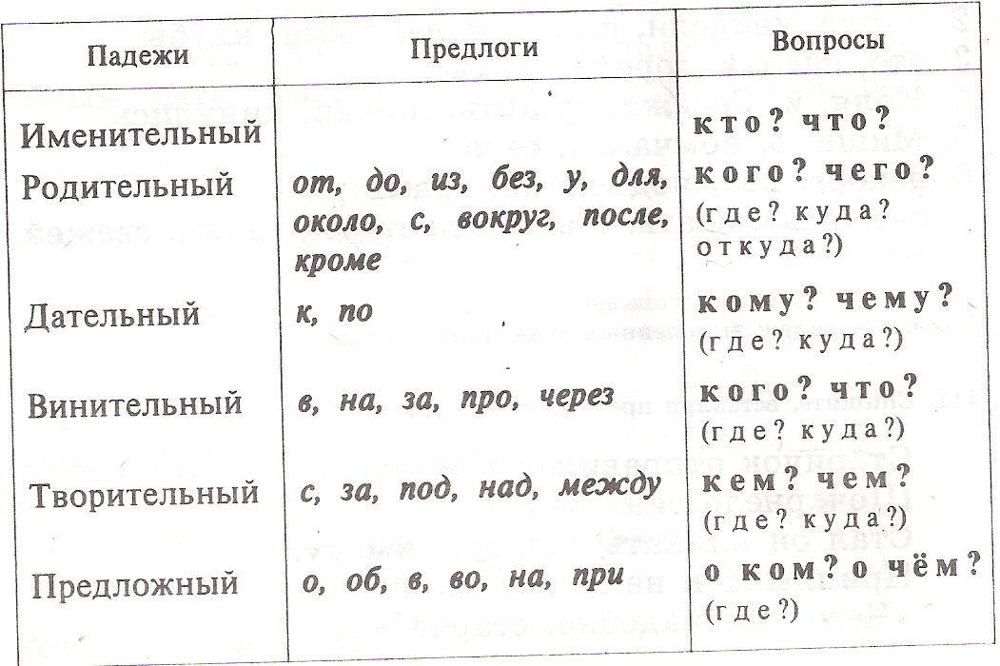 Падежи Предлоги Вопросы
Именительный кто? что?
Родительный от, до, из, без, у, для, кого? чего?
около, с, вокруг, после, (где? куда?
кроме откуда?)
Дательный к, по кому? чему?
(где? куда?)
Винительный в, на, за, про, через кого? что?
(где? куда?)
Творительный с, за, под, над, между кем? чем?
(где? куда?)
Предложный о, об, в, во, на, при о ком? о чём?
(где?)